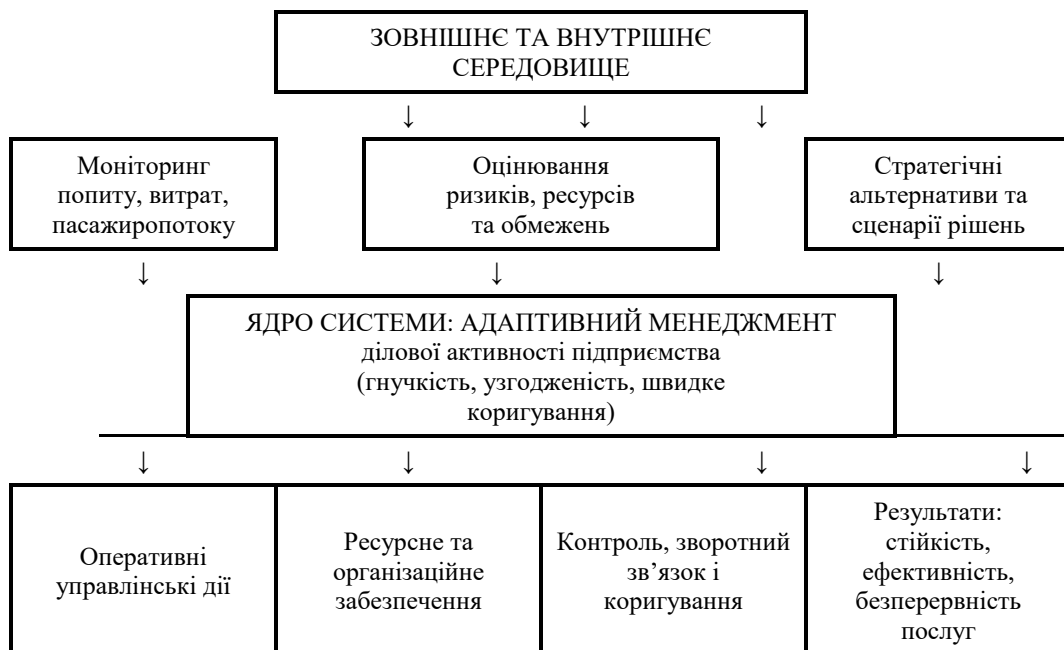 ЗОВНІШНЄ ТА ВНУТРІШНЄ
СЕРЕДОВИЩЕ
↓ ↓ ↓
Моніторинг
попиту, витрат,
пасажиропотоку
Оцінювання
ризиків, ресурсів
та обмежень
Стратегічні
альтернативи та
сценарії рішень
↓ ↓ ↓
ЯДРО СИСТЕМИ: АДАПТИВНИЙ МЕНЕДЖМЕНТ
ділової активності підприємства
(гнучкість, узгодженість, швидке
коригування)
↓ ↓ ↓ ↓
Оперативні
управлінські дії
Ресурсне та
організаційне
забезпечення
Контроль, зворотний
зв’язок і
коригування
Результати:
стійкість,
ефективність,
безперервність
послуг